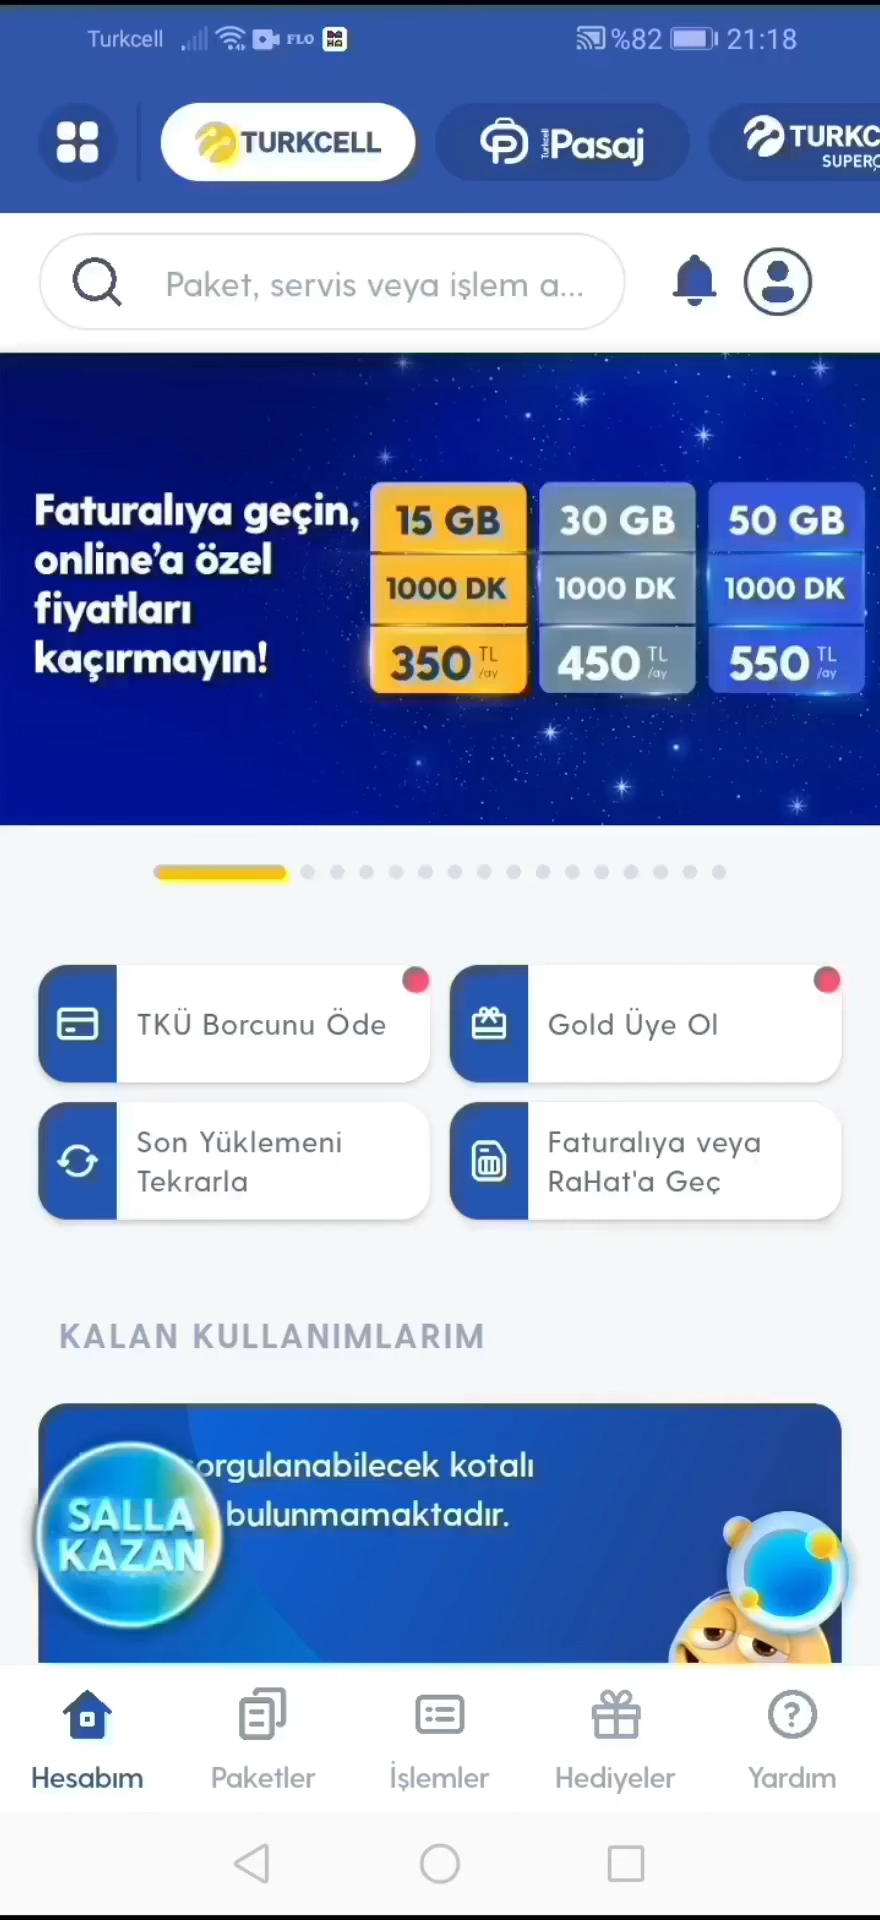 Turkcell FLO %82 21:18
TURKCELL
Turkcell Pasaj
TURKC
SUPER
Paket, servis veya işlem a...
Faturalıya geçin,
online'a özel
fiyatları
kaçırmayın!
15 GB
1000 DK
350 TL /ay
30 GB
1000 DK
450 TL /ay
50 GB
1000 DK
550 TL /ay
TKÜ Borcunu Öde
Gold Üye Ol
Son Yüklemeni
Tekrarla
Faturalıya veya
RaHat'a Geç
KALAN KULLANIMLARIM
sorgulanabilecek kotalı
bulunmamaktadır.
SALLA
KAZAN
Hesabım
Paketler
İşlemler
Hediyeler
Yardım